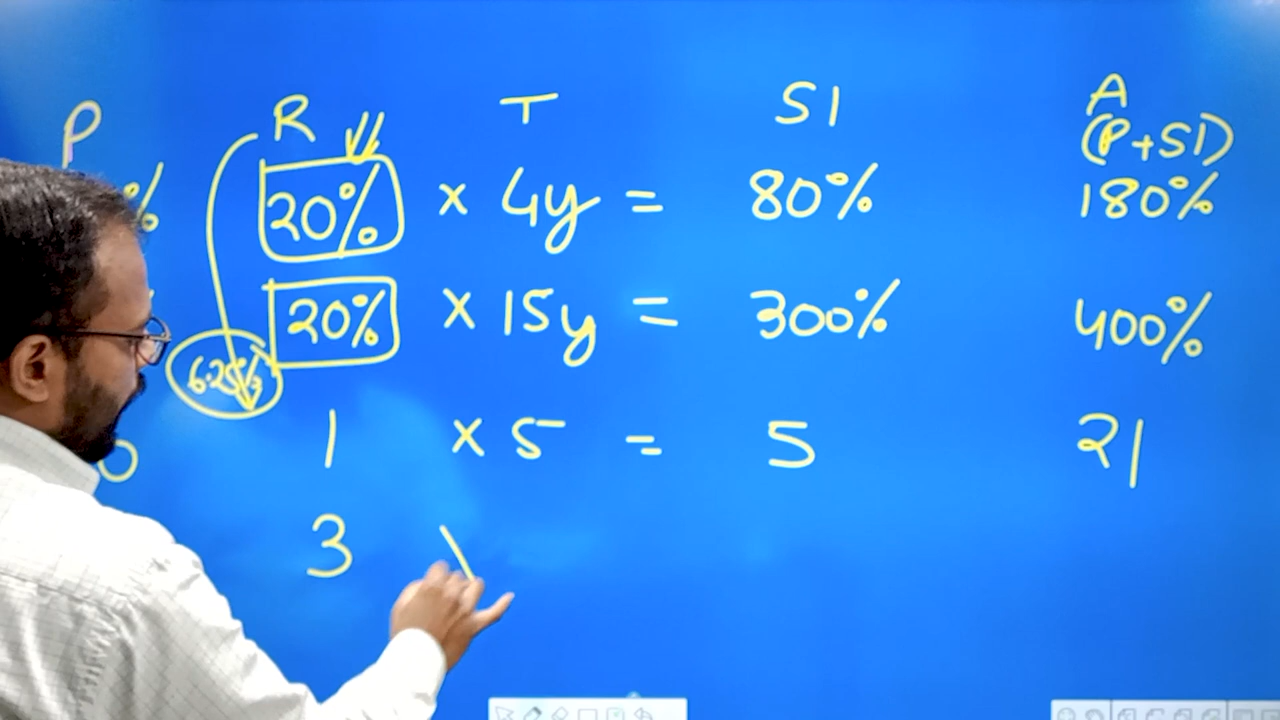 P R T SI A
(P+SI)
% 20% × 4y = 80% 180%
20% × 15y = 300% 400%
6.25%
1 × 5 = 5 21
3